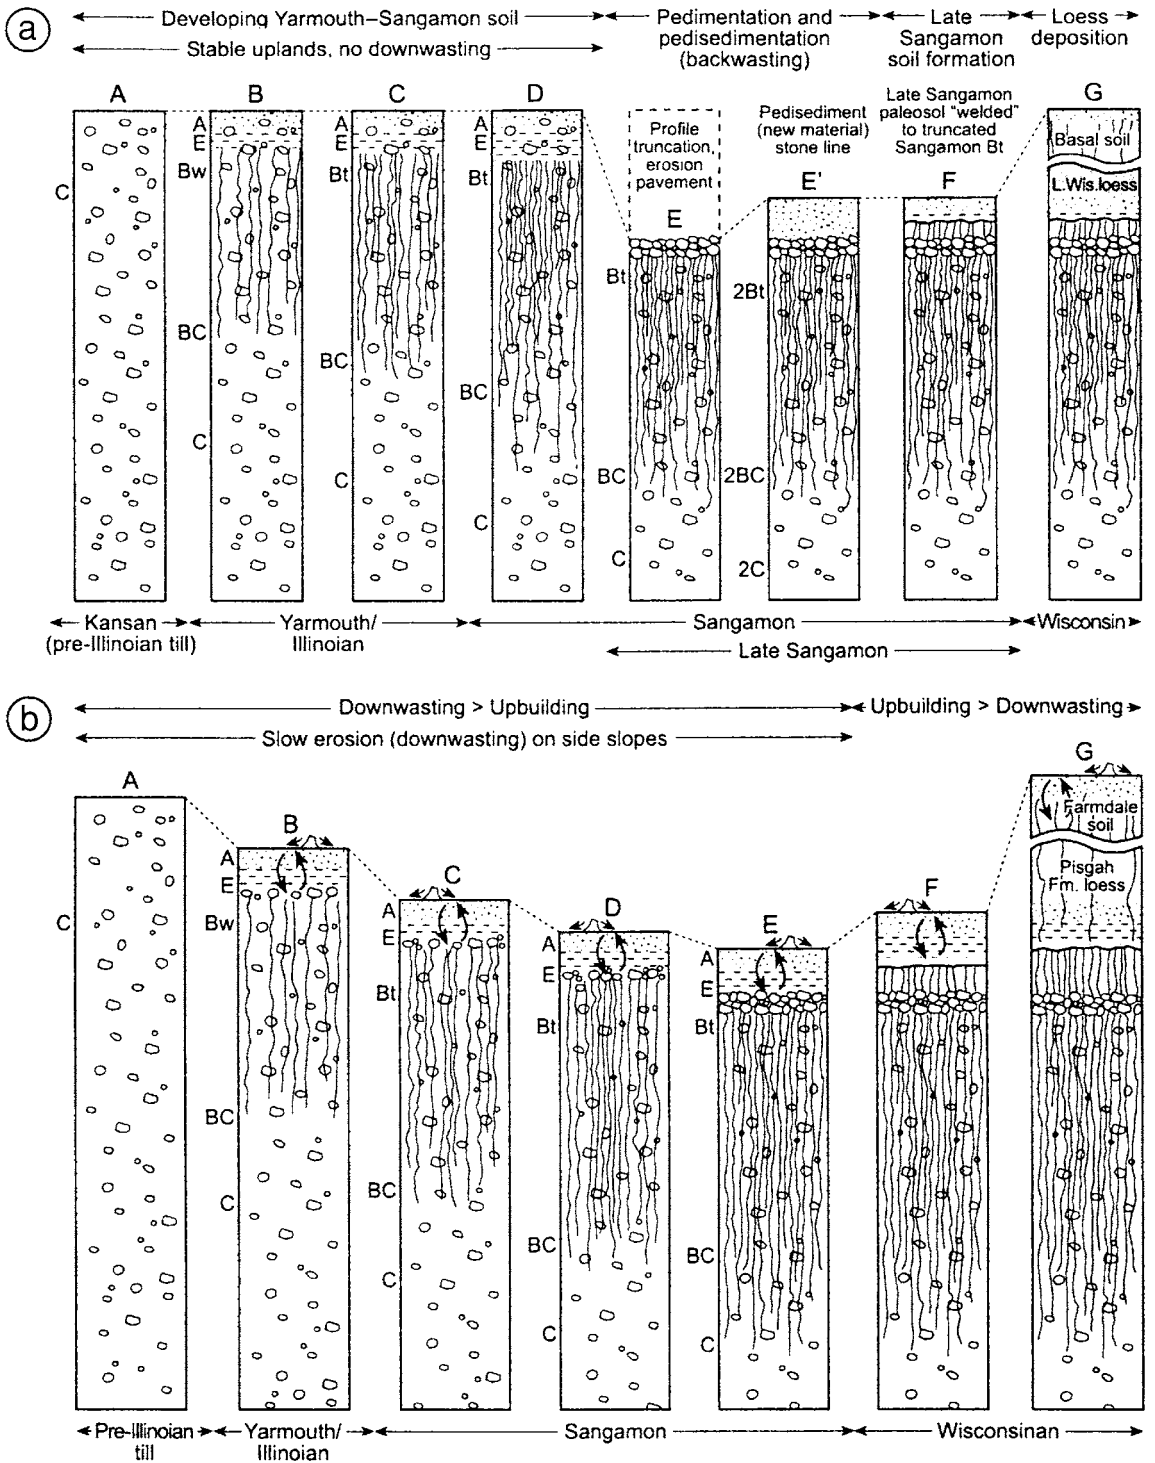 a
Developing Yarmouth–Sangamon soil
Stable uplands, no downwasting
Pedimentation and
pedisedimentation
(backwasting)
Late
Sangamon
soil formation
Loess
deposition
A
B
C
D
Profile
truncation,
erosion
pavement
E
Pedisediment
(new material)
stone line
E'
Late Sangamon
paleosol "welded"
to truncated
Sangamon Bt
F
G
C
A
E
Bw
BC
C
A
E
Bt
BC
C
A
E
Bt
BC
C
Bt
BC
C
2Bt
2BC
2C
Basal soil
L.Wis.loess
Kansan
(pre-Illinoian till)
Yarmouth/
Illinoian
Sangamon
Wisconsin
Late Sangamon
b
Downwasting > Upbuilding
Upbuilding > Downwasting
Slow erosion (downwasting) on side slopes
A
B
C
D
E
F
G
C
A
E
Bw
BC
C
A
E
Bt
BC
C
A
E
Bt
BC
C
A
E
Bt
BC
C
Farmdale
soil
Pisgah
Fm. loess
Pre-Illinoian
till
Yarmouth/
Illinoian
Sangamon
Wisconsinan